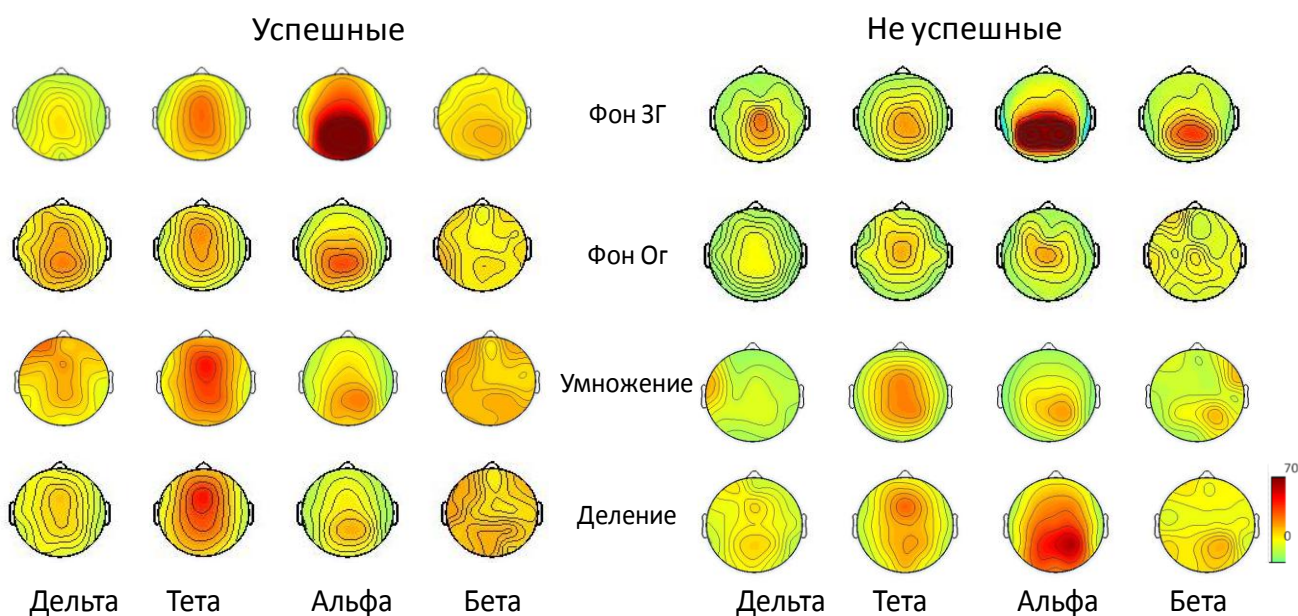 Успешные
Не успешные
Фон ЗГ
Фон Ог
Умножение
Деление
70
0
Дельта Тета Альфа Бета
Дельта Тета Альфа Бета